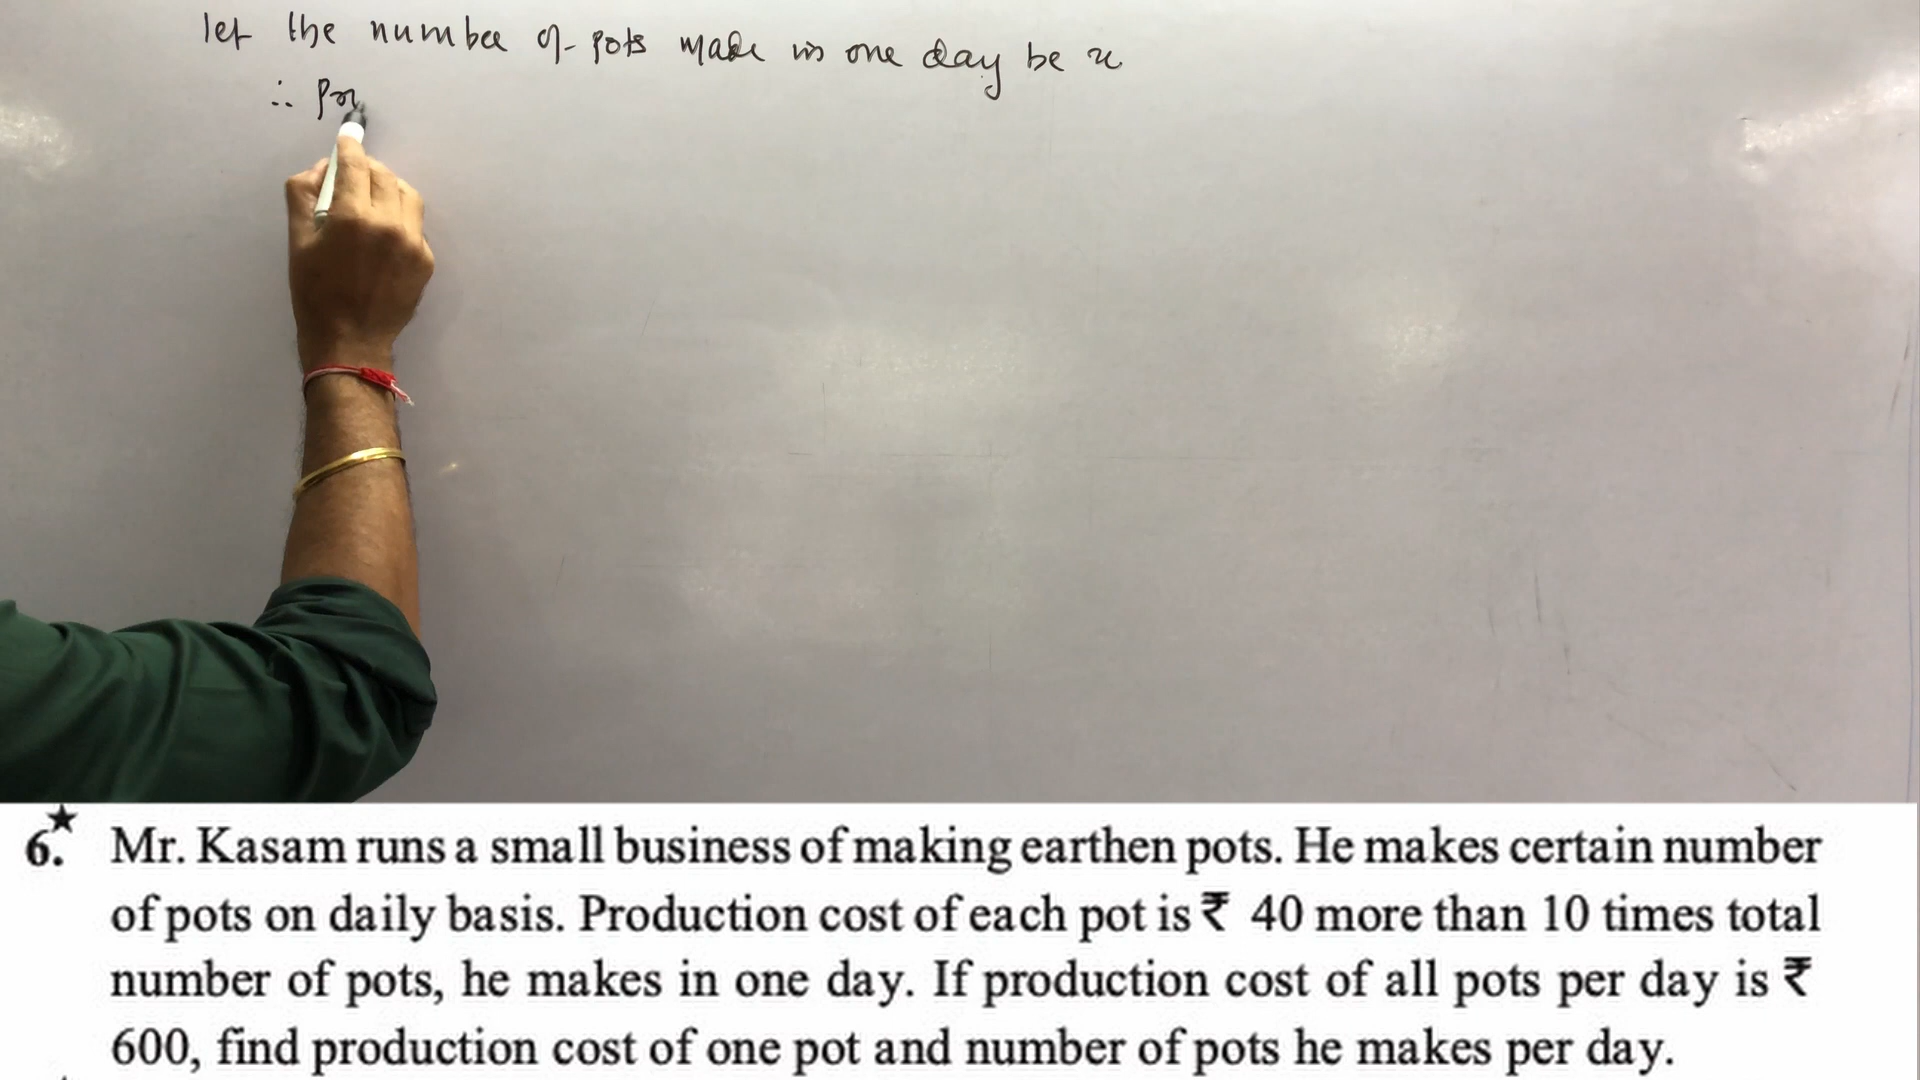 let the number of pots made in one day be x
∴ Pro
6.★ Mr. Kasam runs a small business of making earthen pots. He makes certain number
of pots on daily basis. Production cost of each pot is ₹ 40 more than 10 times total
number of pots, he makes in one day. If production cost of all pots per day is ₹
600, find production cost of one pot and number of pots he makes per day.